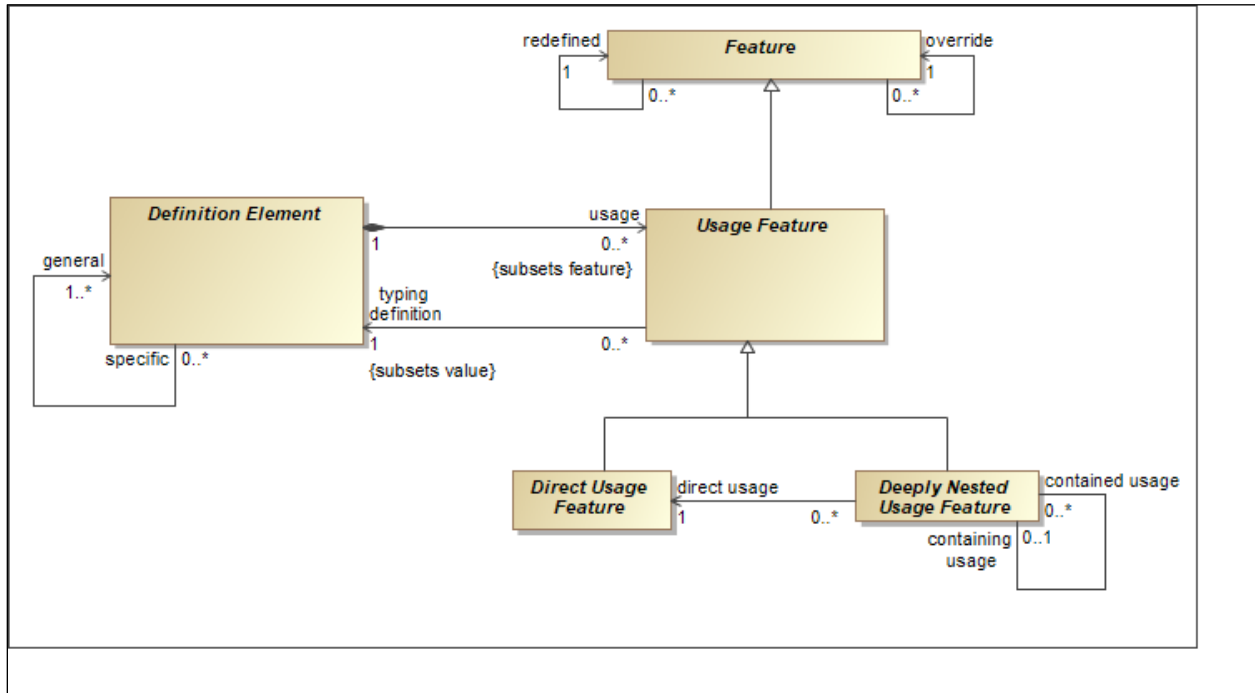 redefined
Feature
override
1
1
0..*
0..*
Definition Element
usage
Usage Feature
1
0..*
general
{subsets feature}
1..*
typing
definition
1
0..*
specific
0..*
{subsets value}
Direct Usage
Feature
direct usage
1
0..*
Deeply Nested
Usage Feature
contained usage
0..*
containing
usage
0..1